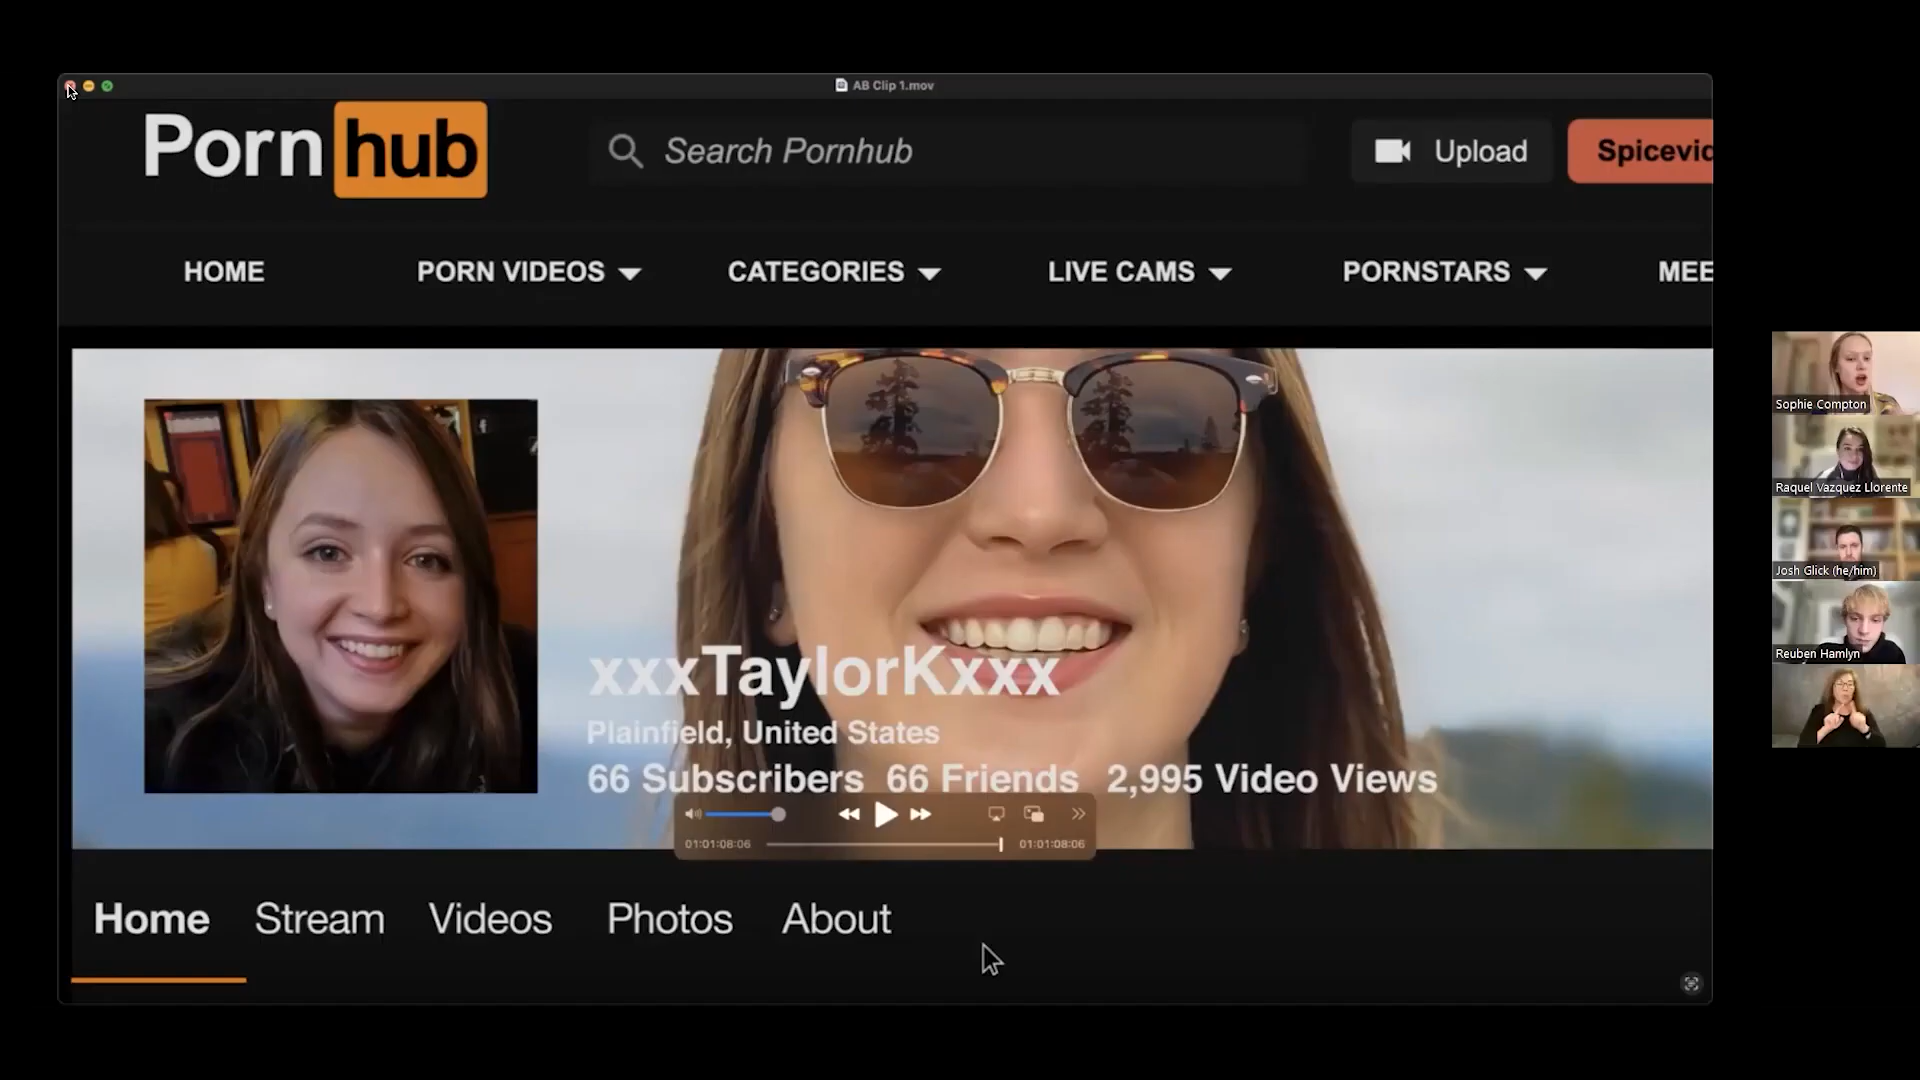 AB Clip 1.mov
Porn hub
Search Pornhub
Upload
Spicevid
HOME
PORN VIDEOS
CATEGORIES
LIVE CAMS
PORNSTARS
MEE
xxxTaylorKxxx
Plainfield, United States
66 Subscribers 66 Friends 2,995 Video Views
01:01:08:06
01:01:08:06
Home
Stream
Videos
Photos
About
Sophie Compton
Raquel Vazquez Llorente
Josh Glick (he/him)
Reuben Hamlyn